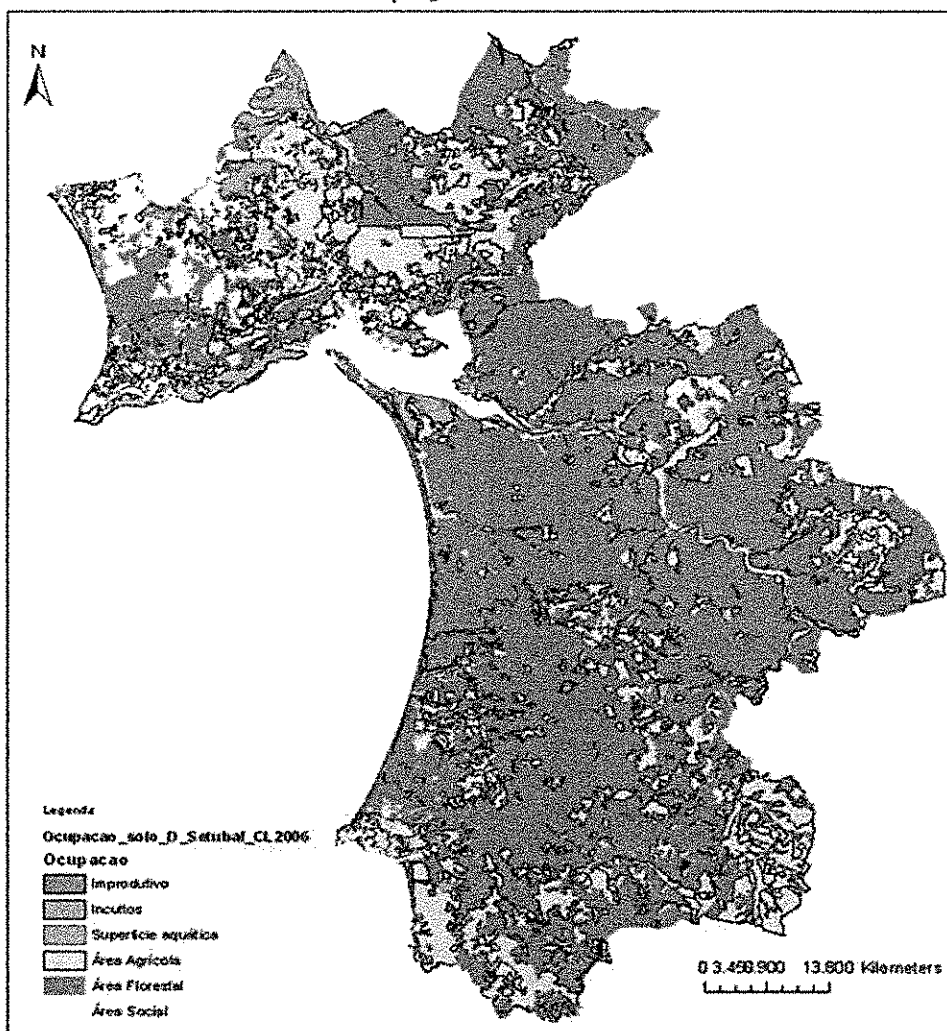 N
Legenda
Ocupacao_solo_D_Setubal_CL2006
Ocupacao
Improdutivo
Incultos
Superficie aquática
Área Agrícola
Área Florestal
Área Social
0 3.450 6.900 13.800 Kilometers